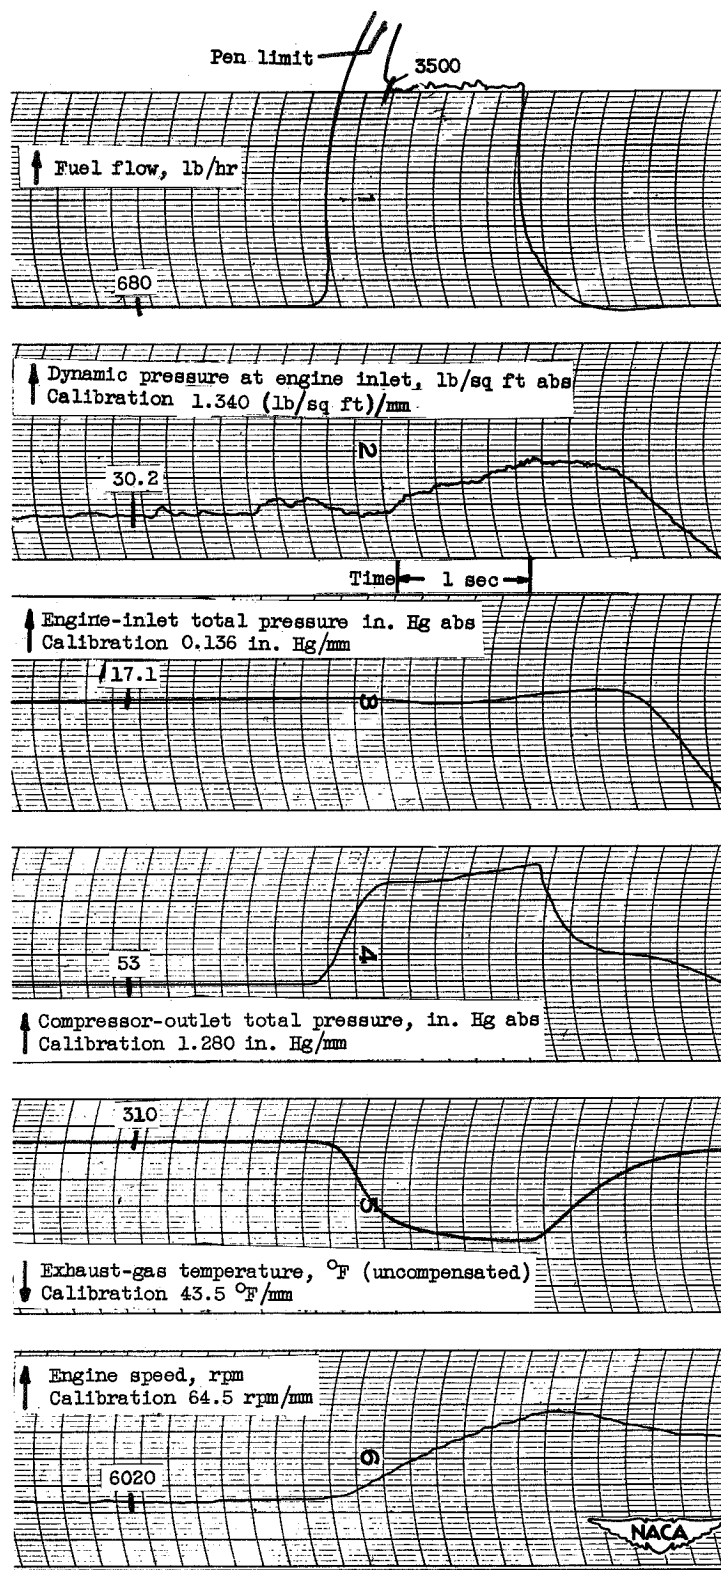 Pen limit
3500
Fuel flow, lb/hr
1
680
Dynamic pressure at engine inlet, lb/sq ft abs
Calibration 1.340 (lb/sq ft)/mm
2
30.2
Time 1 sec
Engine-inlet total pressure in. Hg abs
Calibration 0.136 in. Hg/mm
17.1
3
4
53
Compressor-outlet total pressure, in. Hg abs
Calibration 1.280 in. Hg/mm
310
5
Exhaust-gas temperature, °F (uncompensated)
Calibration 43.5 °F/mm
Engine speed, rpm
Calibration 64.5 rpm/mm
6
6020
NACA